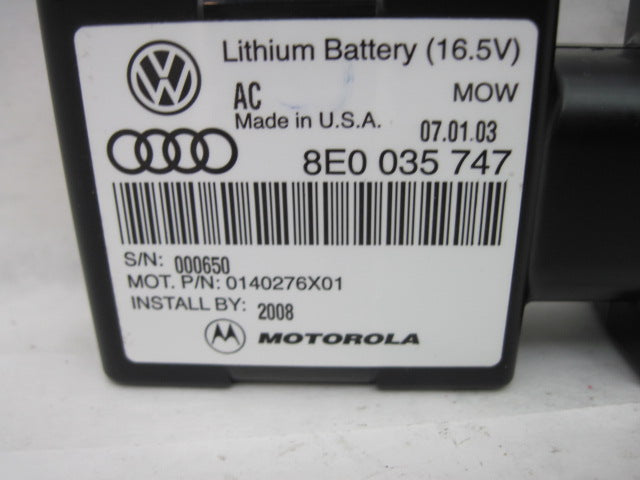 Lithium Battery (16.5V)
AC MOW
Made in U.S.A. 07.01.03
8E0 035 747
S/N: 000650
MOT. P/N: 0140276X01
INSTALL BY: 2008
MOTOROLA